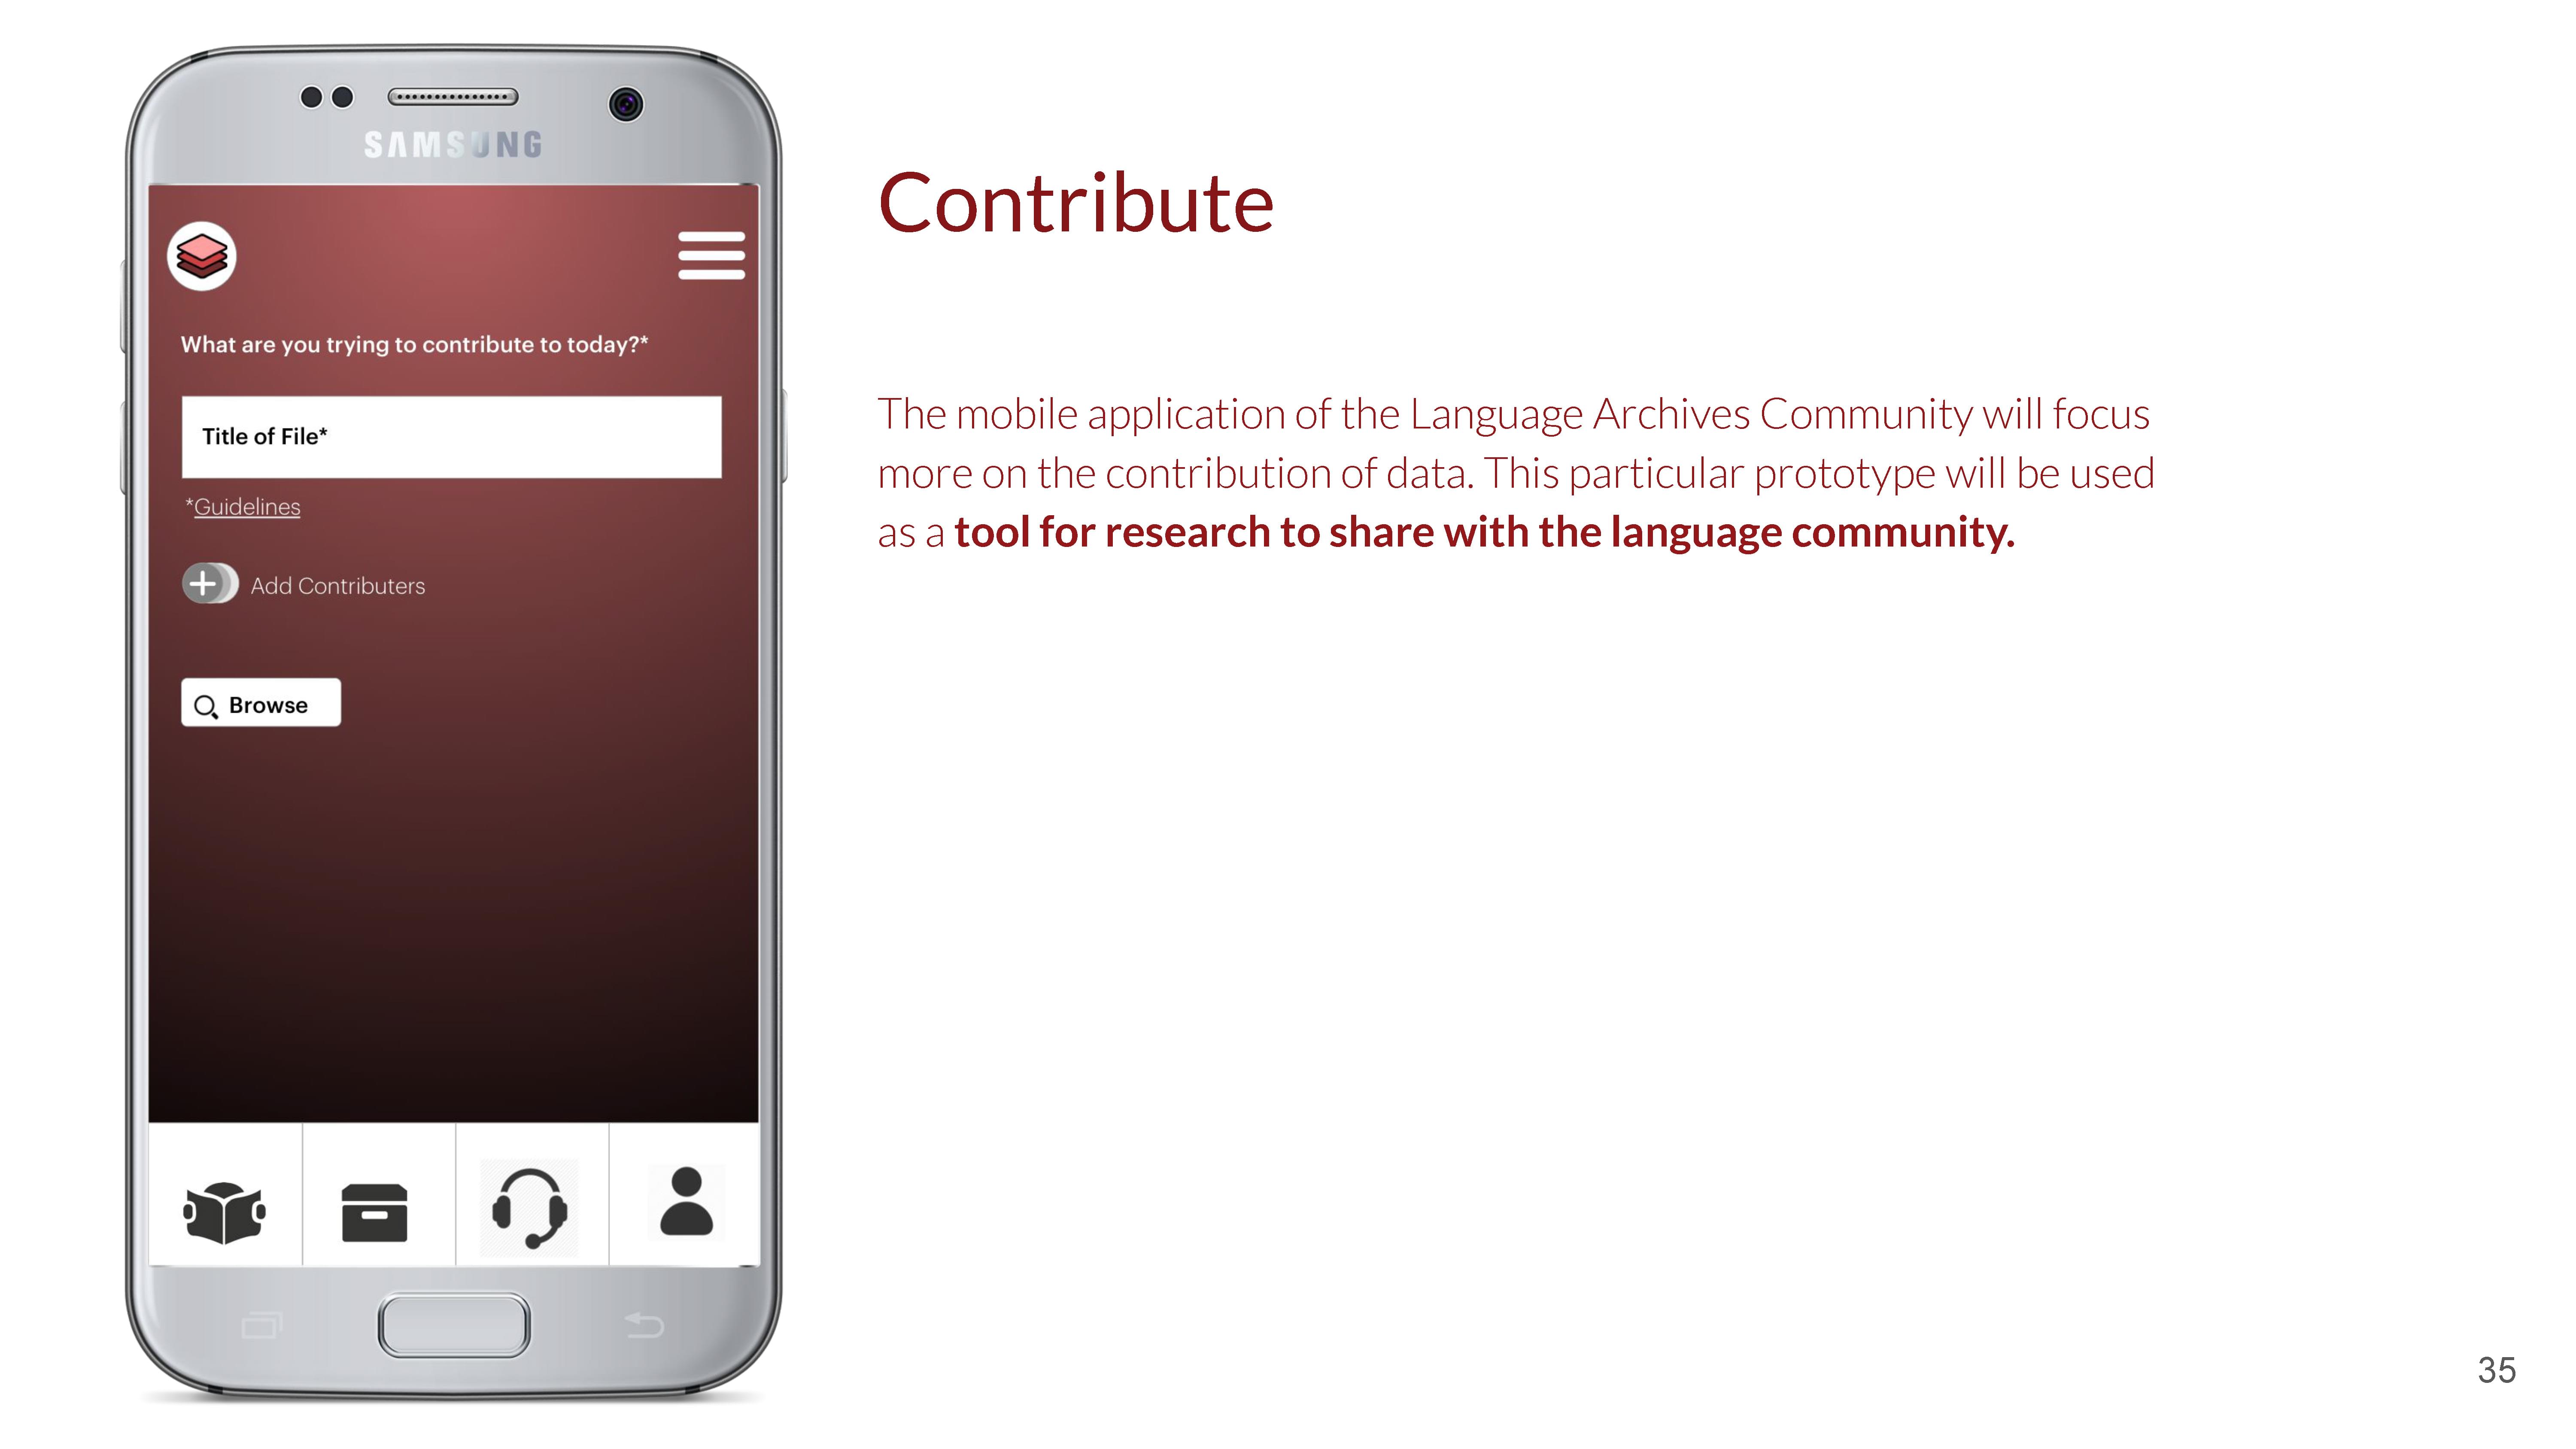 SAMSUNG
What are you trying to contribute to today?*
Title of File*
*Guidelines
Add Contributers
Browse
Contribute
The mobile application of the Language Archives Community will focus
more on the contribution of data. This particular prototype will be used
as a tool for research to share with the language community.
35